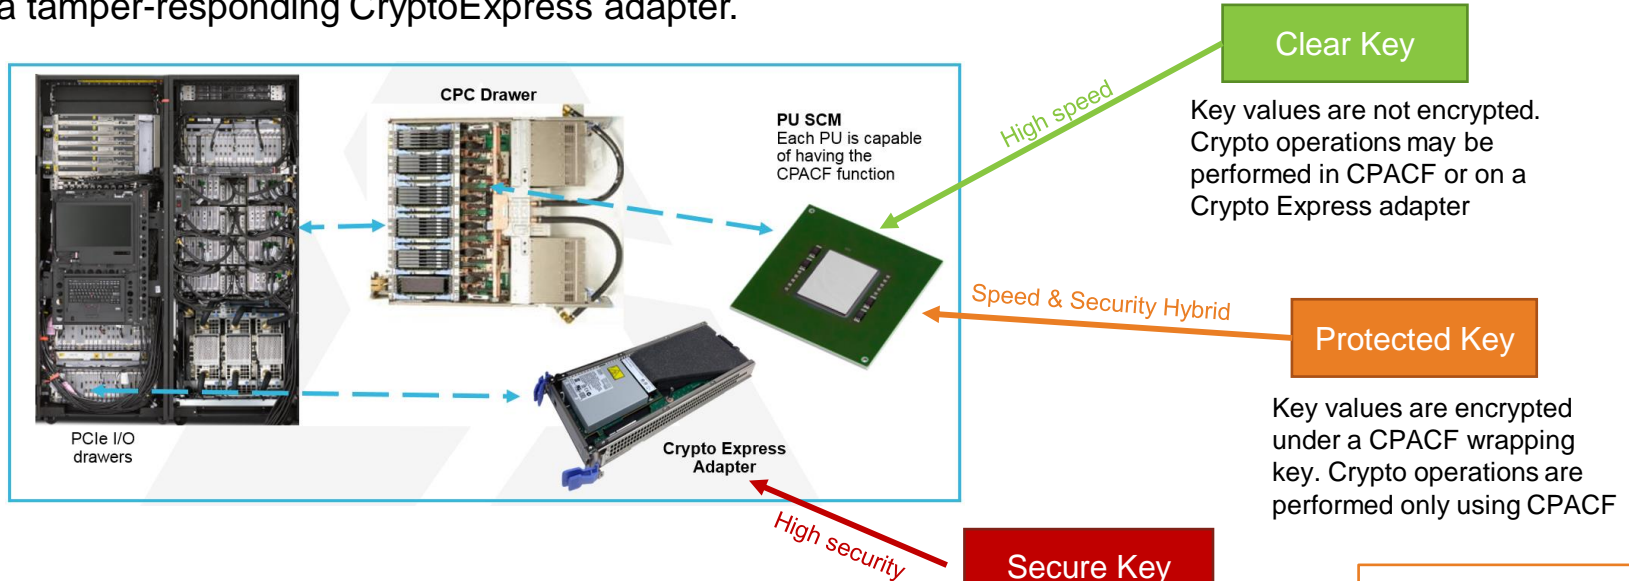 a tamper-responding CryptoExpress adapter.
Clear Key
Key values are not encrypted.
Crypto operations may be
performed in CPACF or on a
Crypto Express adapter
High speed
CPC Drawer
PU SCM
Each PU is capable
of having the
CPACF function
Speed & Security Hybrid
Protected Key
Key values are encrypted
under a CPACF wrapping
key. Crypto operations are
performed only using CPACF
PCIe I/O
drawers
Crypto Express
Adapter
High security
Secure Key